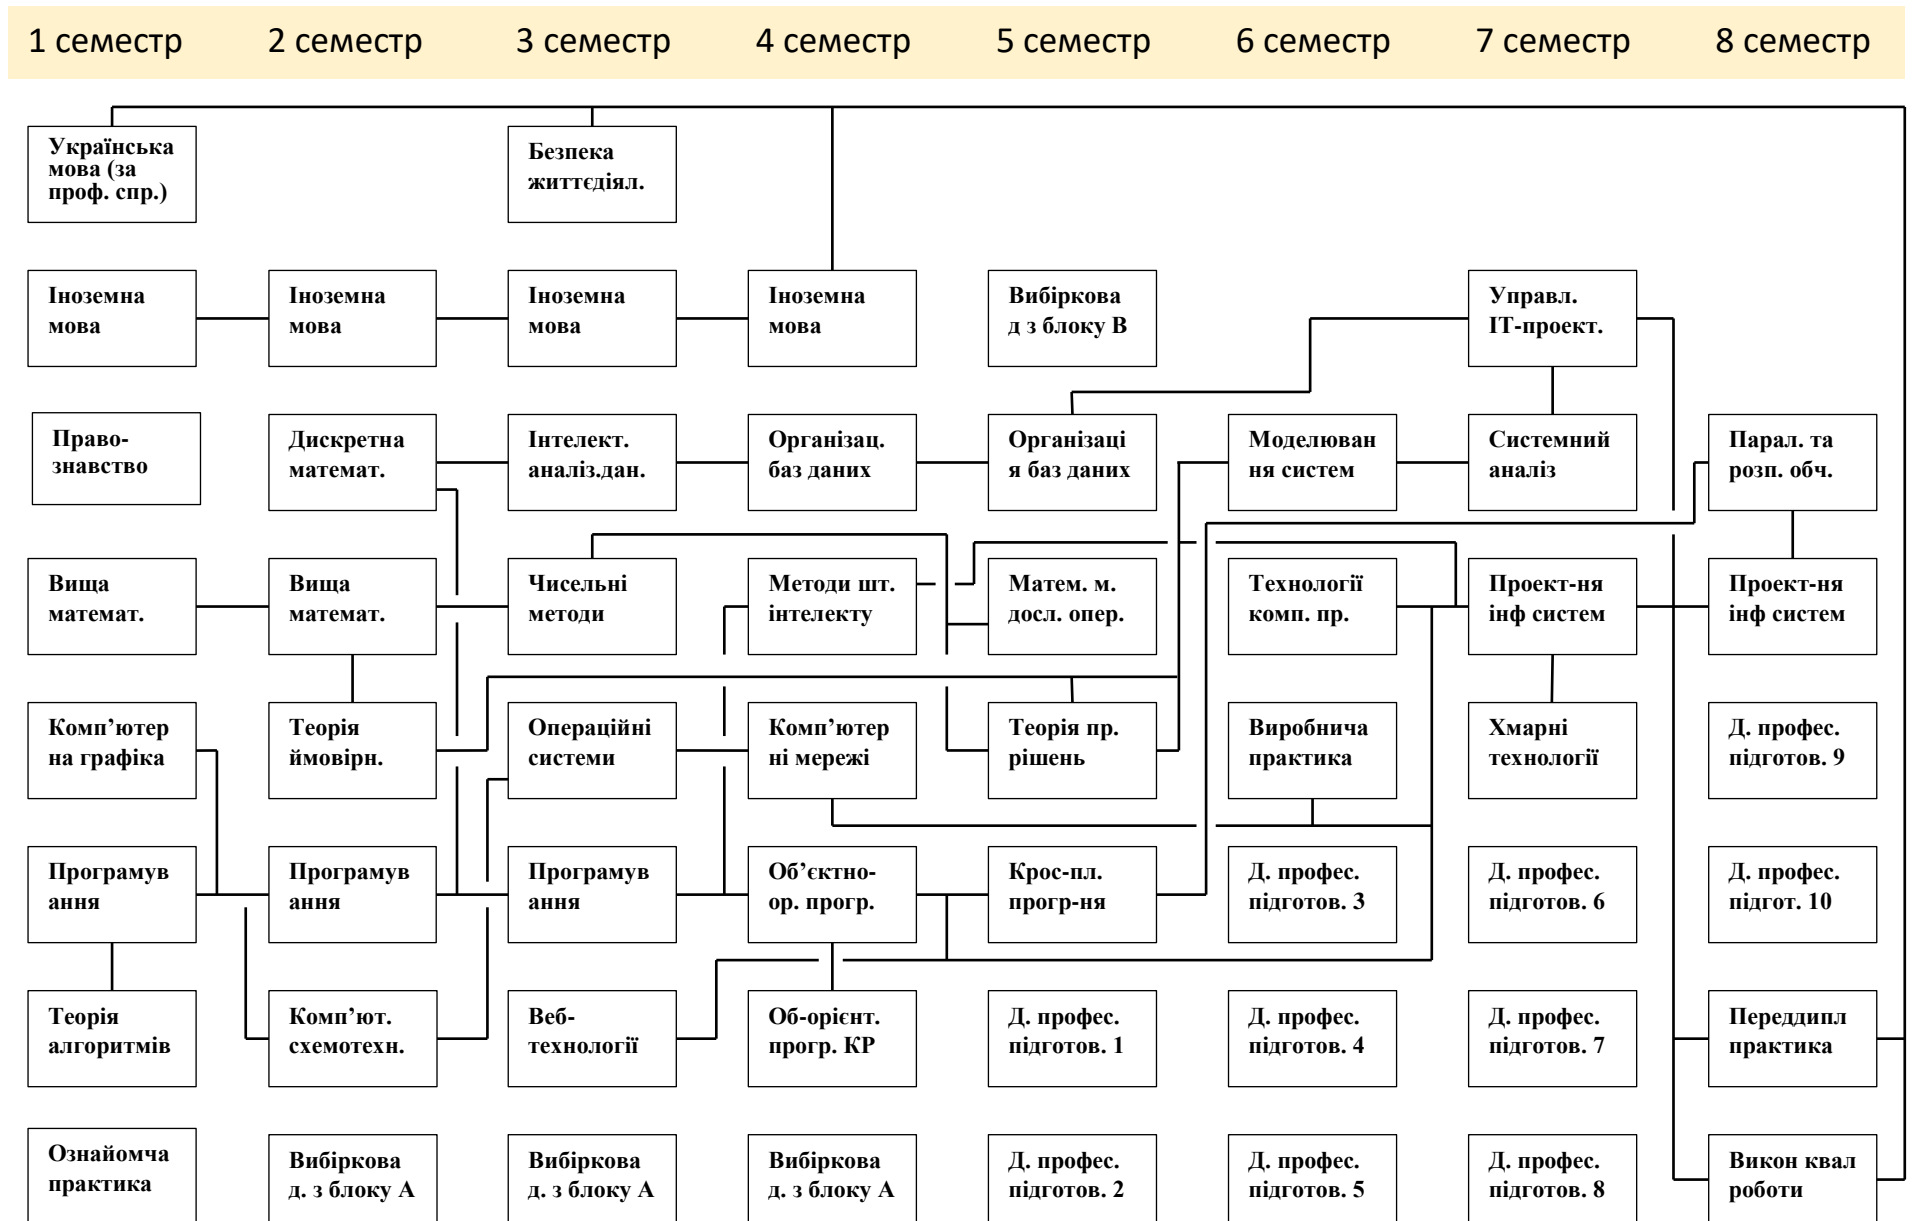 1 семестр
2 семестр
3 семестр
4 семестр
5 семестр
6 семестр
7 семестр
8 семестр
Українська
мова (за
проф. спр.)
Безпека
життєдіял.
Іноземна
мова
Іноземна
мова
Іноземна
мова
Іноземна
мова
Вибіркова
д з блоку В
Управл.
ІТ-проект.
Право-
знавство
Дискретна
математ.
Інтелект.
аналіз.дан.
Організац.
баз даних
Організаці
я баз даних
Моделюван
ня систем
Системний
аналіз
Парал. та
розп. обч.
Вища
математ.
Вища
математ.
Чисельні
методи
Методи шт.
інтелекту
Матем. м.
досл. опер.
Технології
комп. пр.
Проект-ня
інф систем
Проект-ня
інф систем
Комп’ютер
на графіка
Теорія
ймовірн.
Операційні
системи
Комп’ютер
ні мережі
Теорія пр.
рішень
Виробнича
практика
Хмарні
технології
Д. профес.
підготов. 9
Програмув
ання
Програмув
ання
Програмув
ання
Об’єктно-
ор. прогр.
Крос-пл.
прогр-ня
Д. профес.
підготов. 3
Д. профес.
підготов. 6
Д. профес.
підгот. 10
Теорія
алгоритмів
Комп’ют.
схемотехн.
Веб-
технології
Об-орієнт.
прогр. КР
Д. профес.
підготов. 1
Д. профес.
підготов. 4
Д. профес.
підготов. 7
Переддипл
практика
Ознайомча
практика
Вибіркова
д. з блоку А
Вибіркова
д. з блоку А
Вибіркова
д. з блоку А
Д. профес.
підготов. 2
Д. профес.
підготов. 5
Д. профес.
підготов. 8
Викон квал
роботи